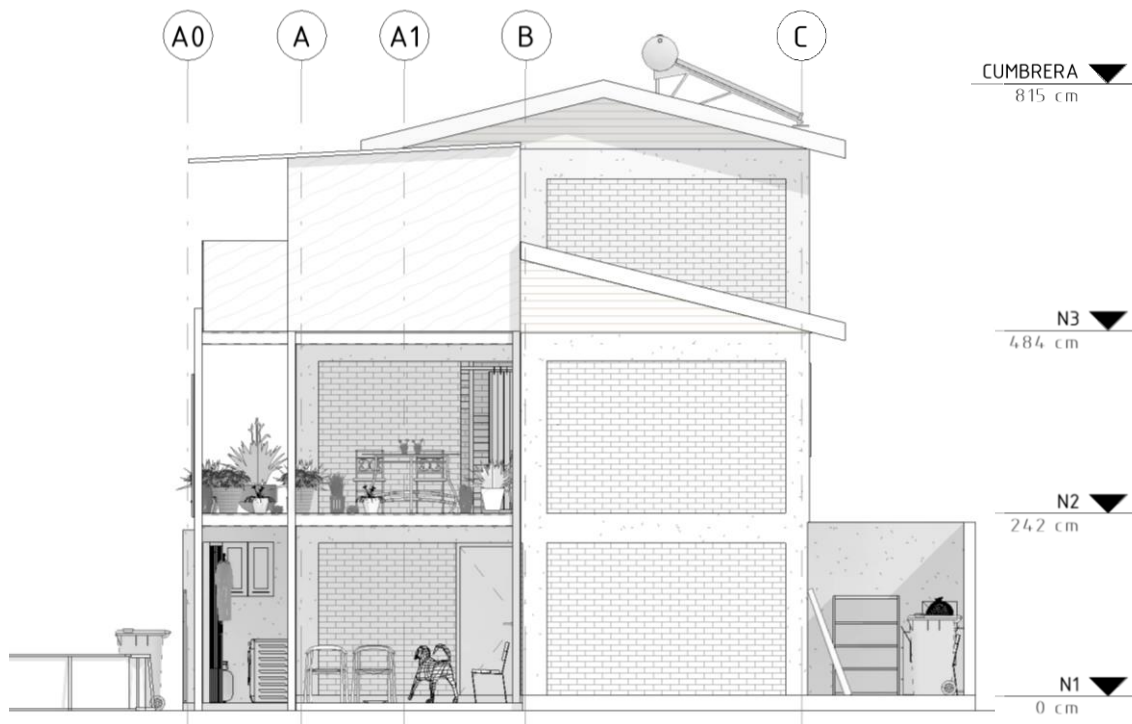 A0 A A1 B C
CUMBRERA
815 cm
N3
484 cm
N2
242 cm
N1
0 cm